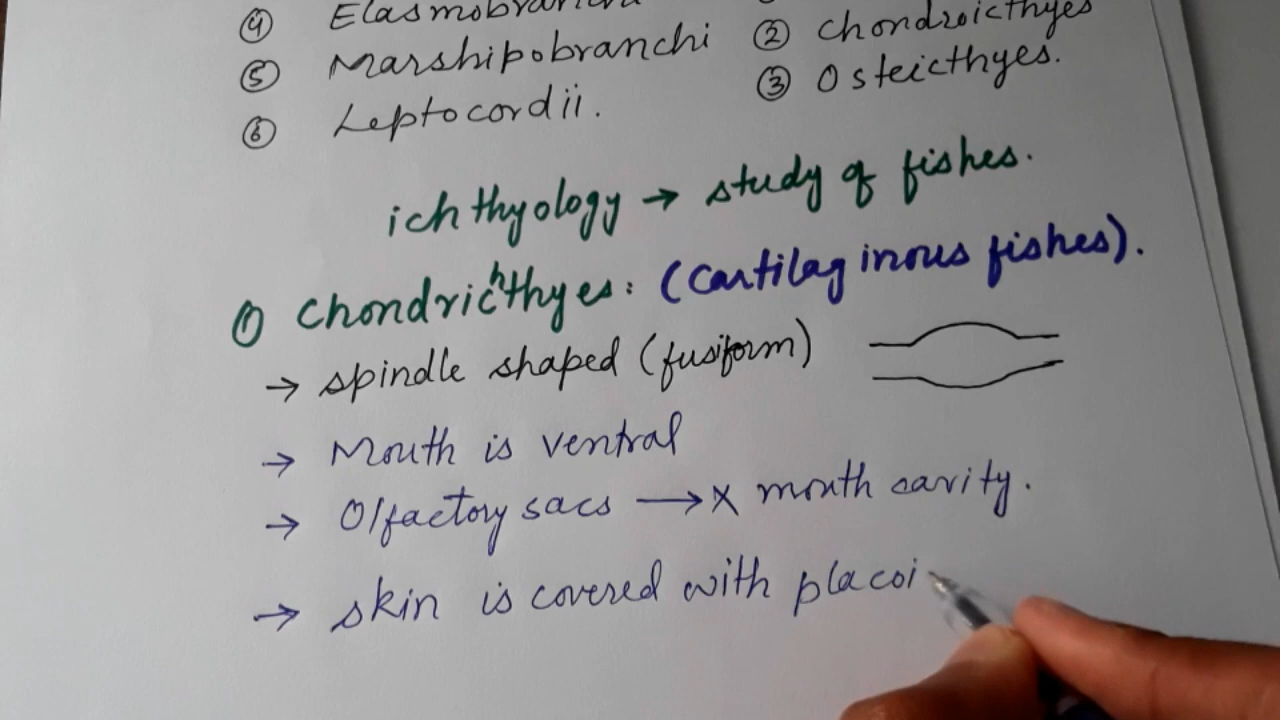 ④ Elasmobranchi
⑤ Marshipobranchi
⑥ Leptocordii.
② Chondroicthyes
③ Osteicthyes.
ichthyology → study of fishes.
① Chondrichthyes: (Cartilaginous fishes).
→ spindle shaped (fusiform)
→ Mouth is ventral
→ Olfactory sacs → X mouth cavity.
→ skin is covered with placoi